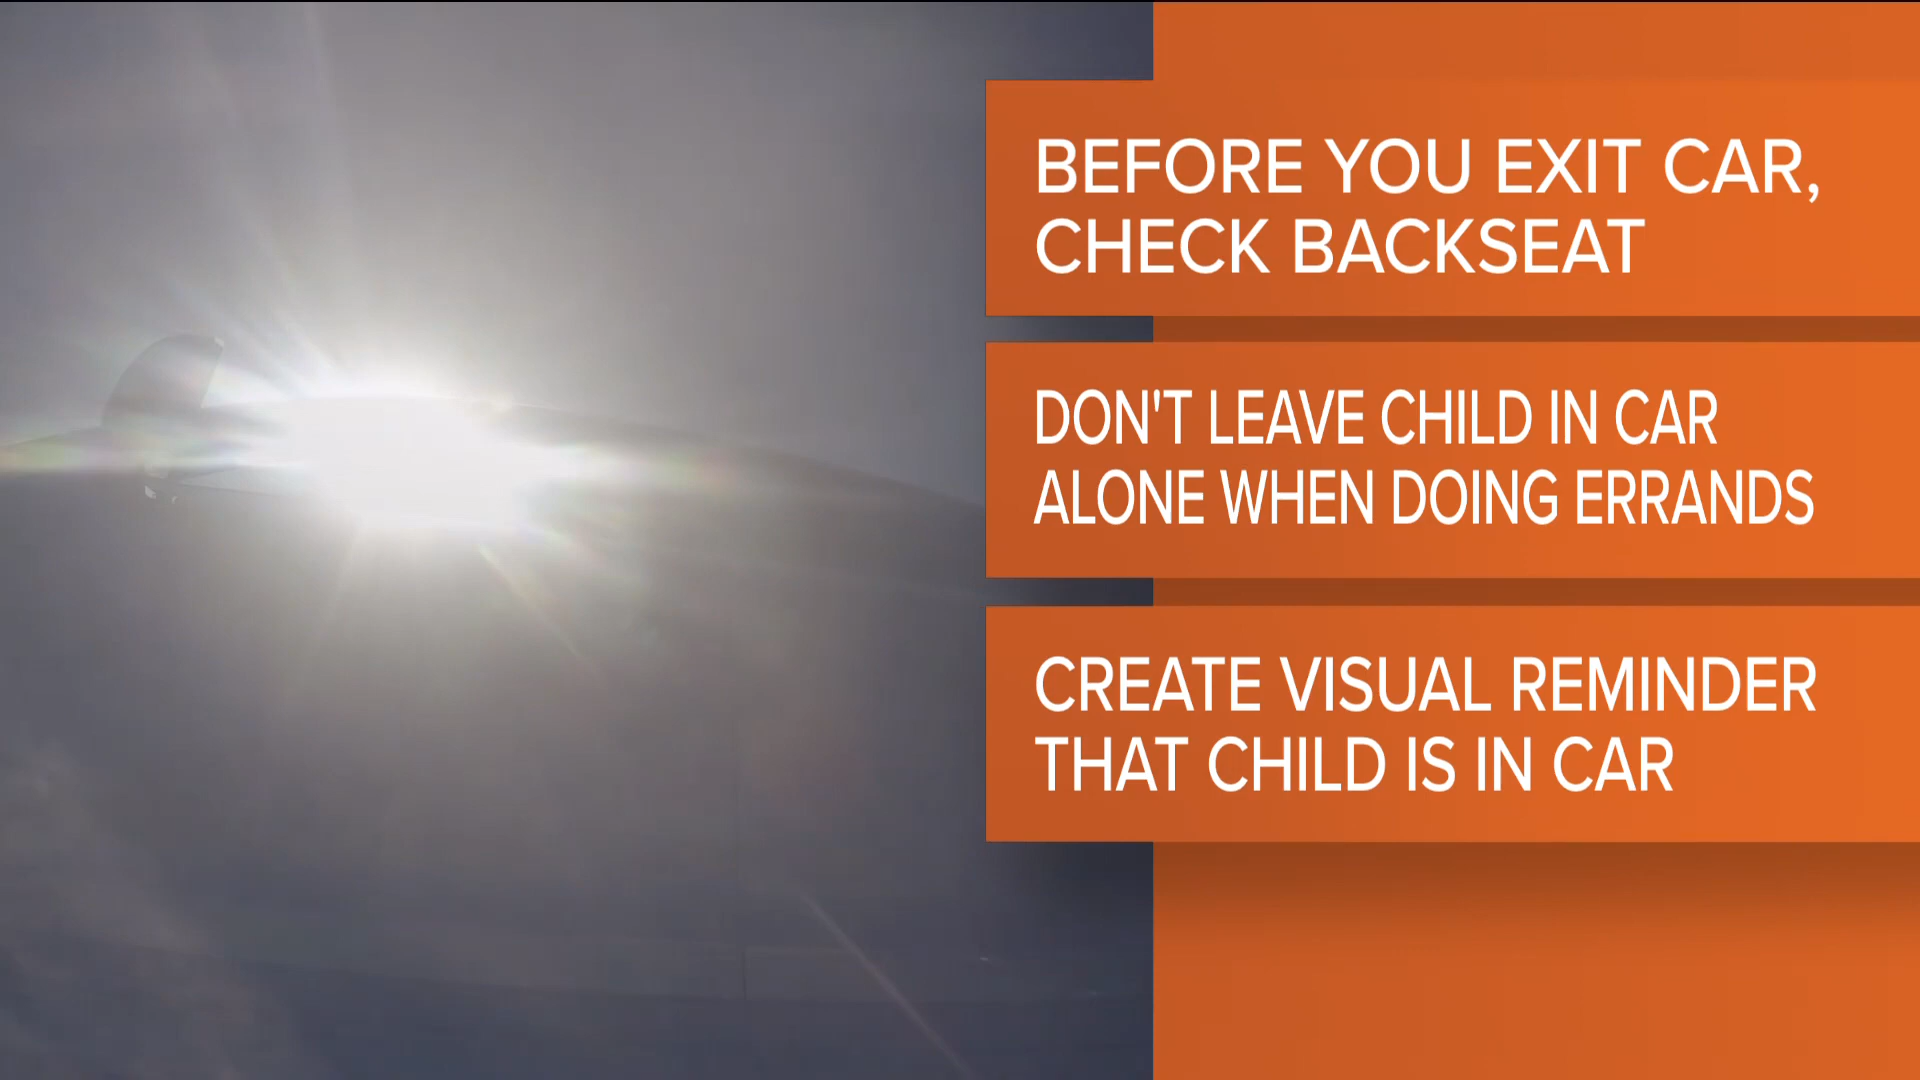 BEFORE YOU EXIT CAR,
CHECK BACKSEAT
DON'T LEAVE CHILD IN CAR
ALONE WHEN DOING ERRANDS
CREATE VISUAL REMINDER
THAT CHILD IS IN CAR